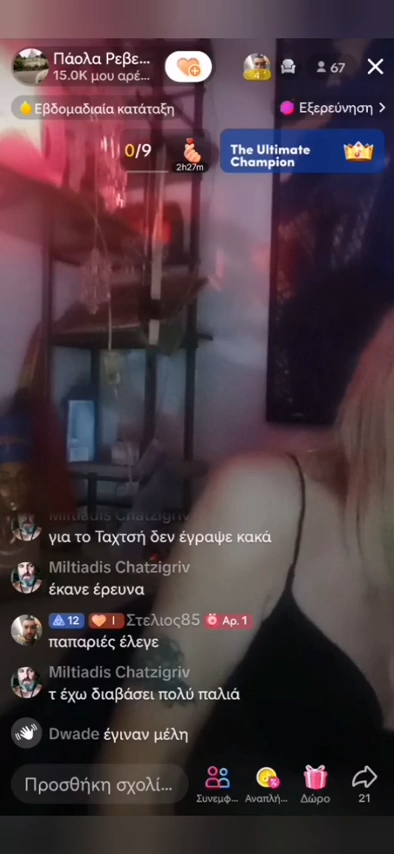 Πάολα Ρεβε...
15.0K μου αρέ...
67
Εβδομαδιαία κατάταξη
Εξερεύνηση >
0/9
2h27m
The Ultimate
Champion
Miltiadis Chatzigriv
για το Ταχτσή δεν έγραψε κακά
Miltiadis Chatzigriv
έκανε έρευνα
12 I Στελιος85 Αρ. 1
παπαριές έλεγε
Miltiadis Chatzigriv
τ έχω διαβάσει πολύ παλιά
Dwade έγιναν μέλη
Προσθήκη σχολί...
Συνεμφ...
Αναπλή...
Δώρο
21